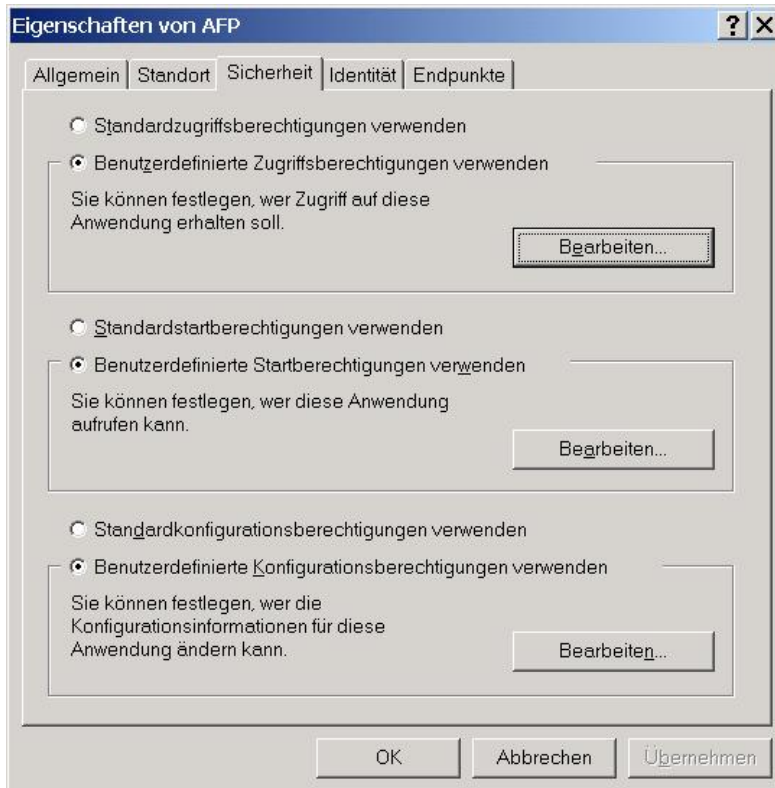 Eigenschaften von AFP
Allgemein Standort Sicherheit Identität Endpunkte
Standardzugriffsberechtigungen verwenden
Benutzerdefinierte Zugriffsberechtigungen verwenden
Sie können festlegen, wer Zugriff auf diese
Anwendung erhalten soll.
Bearbeiten...
Standardstartberechtigungen verwenden
Benutzerdefinierte Startberechtigungen verwenden
Sie können festlegen, wer diese Anwendung
aufrufen kann.
Bearbeiten...
Standardkonfigurationsberechtigungen verwenden
Benutzerdefinierte Konfigurationsberechtigungen verwenden
Sie können festlegen, wer die
Konfigurationsinformationen für diese
Anwendung ändern kann.
Bearbeiten...
OK Abbrechen Übernehmen